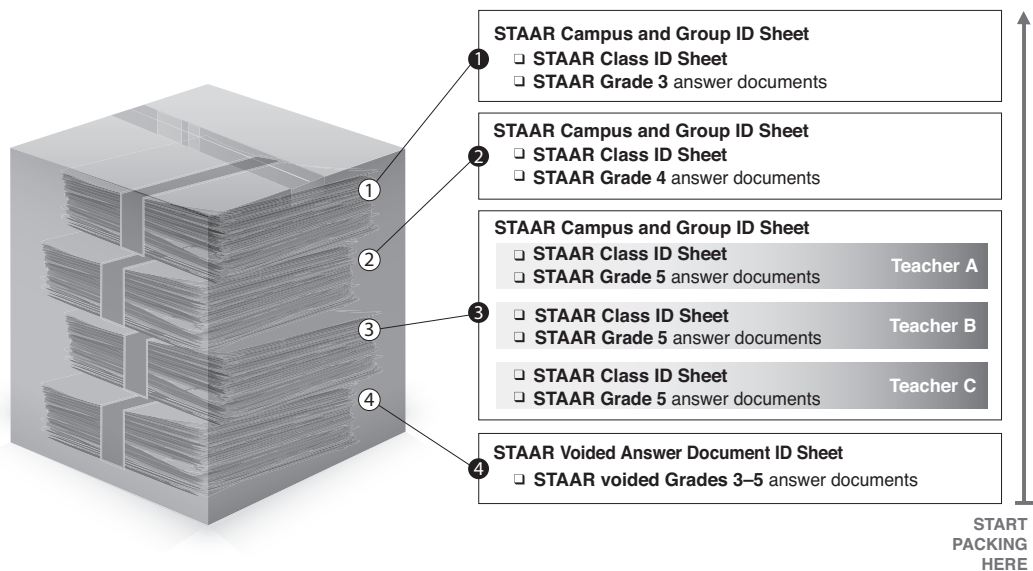 STAAR Campus and Group ID Sheet
❑ STAAR Class ID Sheet
❑ STAAR Grade 3 answer documents
1
STAAR Campus and Group ID Sheet
❑ STAAR Class ID Sheet
❑ STAAR Grade 4 answer documents
2
STAAR Campus and Group ID Sheet
❑ STAAR Class ID Sheet
❑ STAAR Grade 5 answer documents
Teacher A
❑ STAAR Class ID Sheet
❑ STAAR Grade 5 answer documents
Teacher B
❑ STAAR Class ID Sheet
❑ STAAR Grade 5 answer documents
Teacher C
3
STAAR Voided Answer Document ID Sheet
❑ STAAR voided Grades 3–5 answer documents
4
1
2
3
4
START
PACKING
HERE